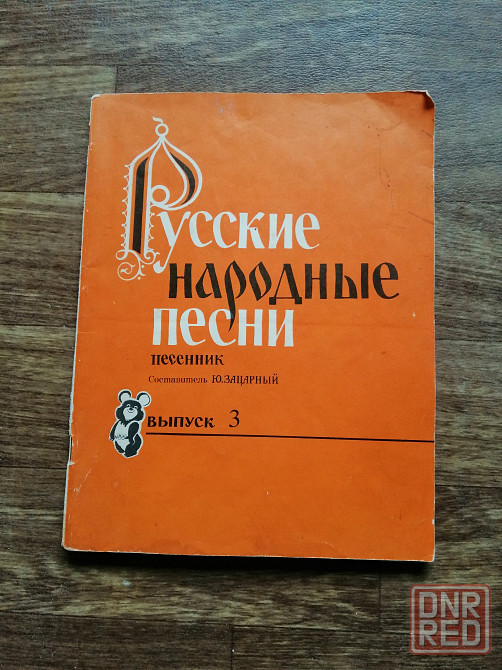 Русские
народные
песни
песенник
Составитель Ю.ЗАЦАРНЫЙ
ВЫПУСК 3
DNR
RED